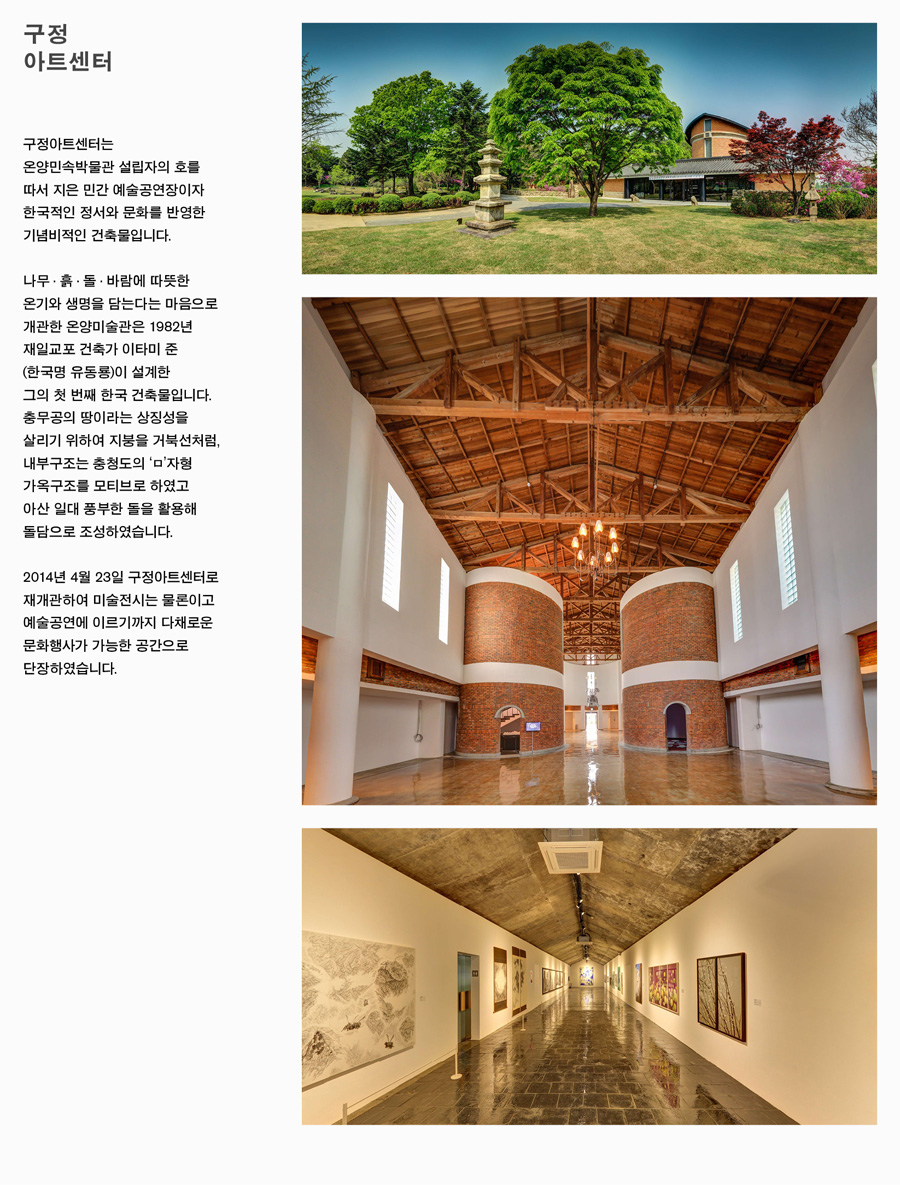 구정
아트센터
구정아트센터는
온양민속박물관 설립자의 호를
따서 지은 민간 예술공연장이자
한국적인 정서와 문화를 반영한
기념비적인 건축물입니다.
나무 · 흙 · 돌 · 바람에 따뜻한
온기와 생명을 담는다는 마음으로
개관한 온양미술관은 1982년
재일교포 건축가 이타미 준
(한국명 유동룡)이 설계한
그의 첫 번째 한국 건축물입니다.
충무공의 땅이라는 상징성을
살리기 위하여 지붕을 거북선처럼,
내부구조는 충청도의 ‘ㅁ’자형
가옥구조를 모티브로 하였고
아산 일대 풍부한 돌을 활용해
돌담으로 조성하였습니다.
2014년 4월 23일 구정아트센터로
재개관하여 미술전시는 물론이고
예술공연에 이르기까지 다채로운
문화행사가 가능한 공간으로
단장하였습니다.